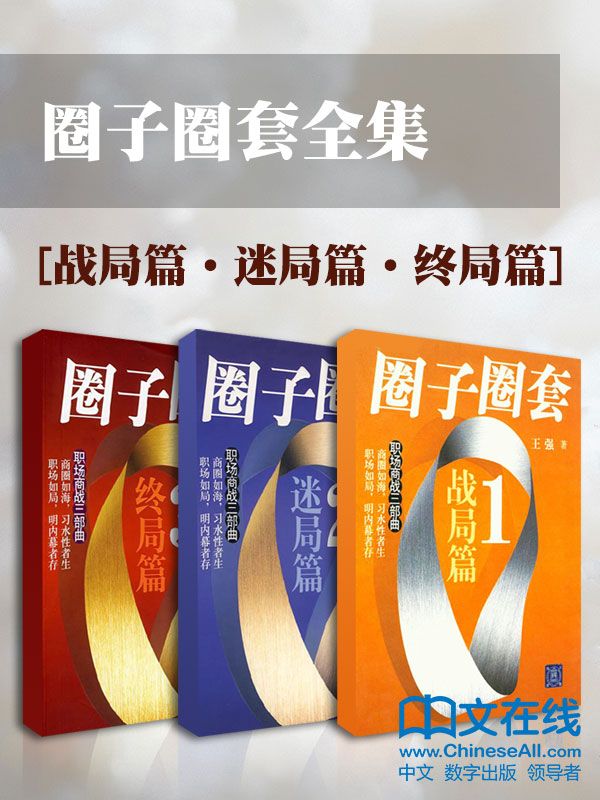 圈子圈套全集
[战局篇·迷局篇·终局篇]
圈子圈
职场商战三部曲
商圈如海，习水性者生
职场如局，明内幕者存
终局篇
3
圈子圈
职场商战三部曲
商圈如海，习水性者生
职场如局，明内幕者存
迷局篇
2
圈子圈套
王强 著
职场商战三部曲
商圈如海，习水性者生
职场如局，明内幕者存
战局篇
1
中文在线
www.ChineseAll.com
中文 数字出版 领导者